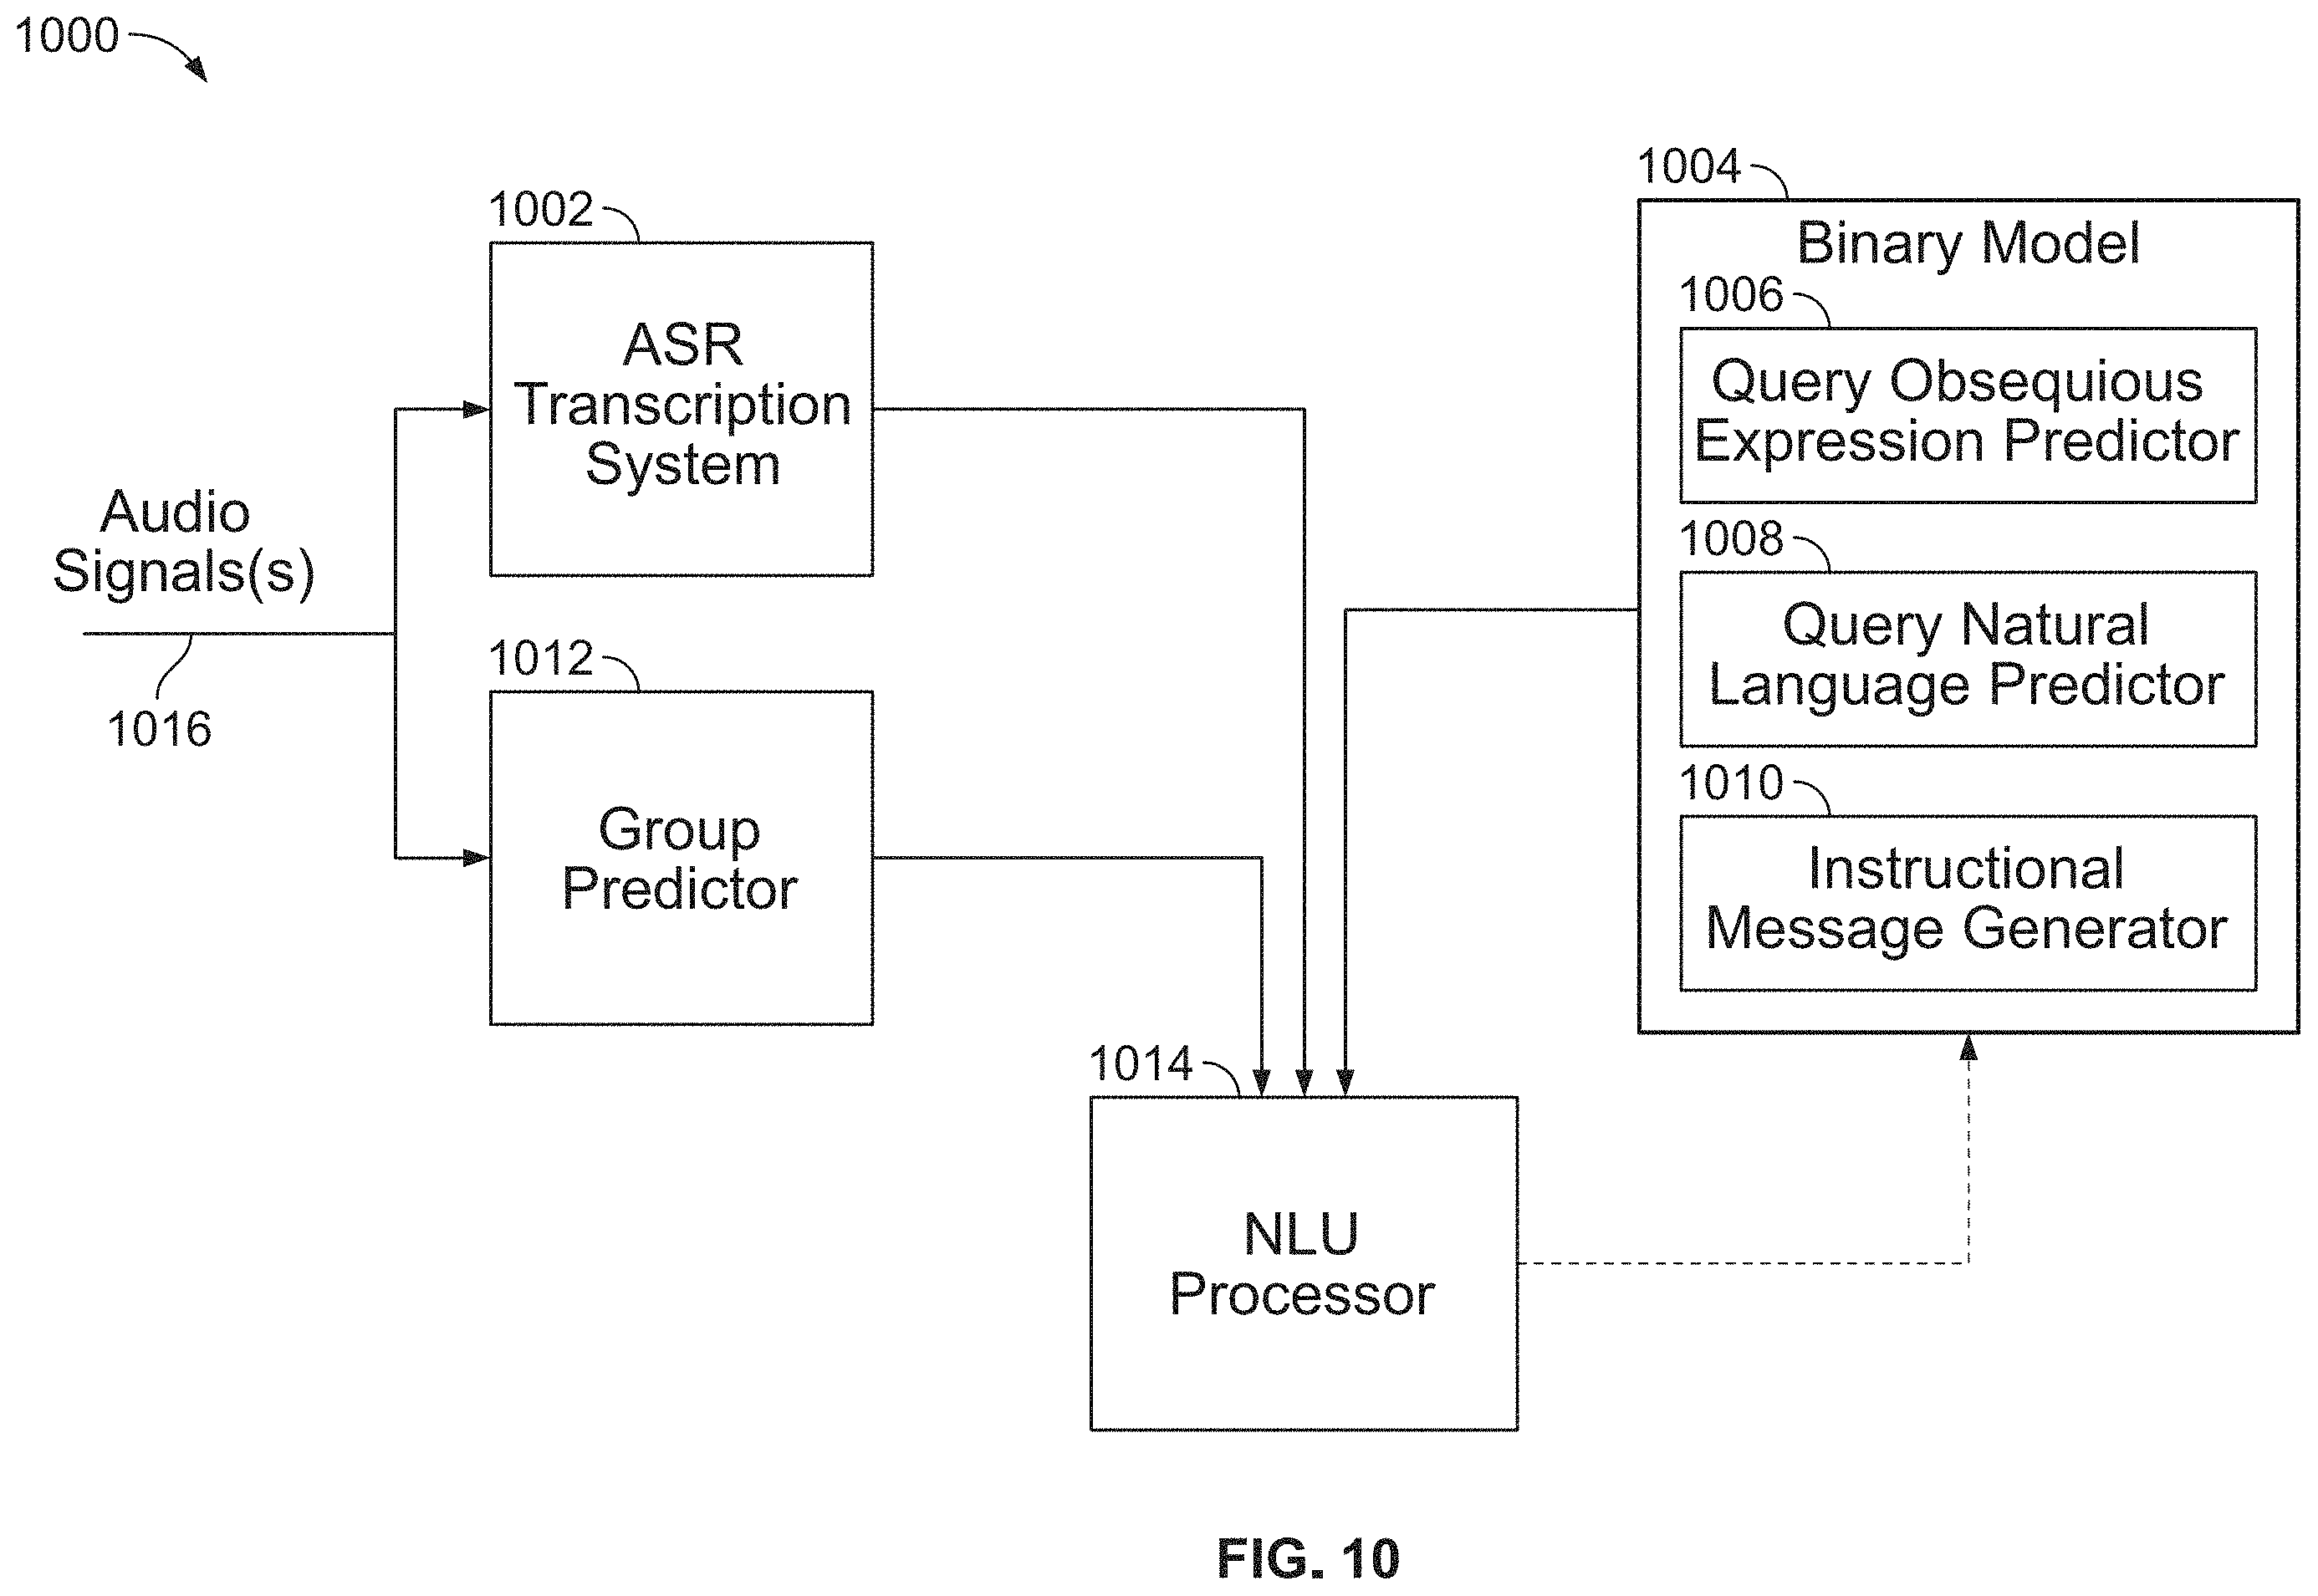 1000
1002
ASR
Transcription
System
Audio
Signals(s)
1016
1012
Group
Predictor
1004
Binary Model
1006
Query Obsequious
Expression Predictor
1008
Query Natural
Language Predictor
1010
Instructional
Message Generator
1014
NLU
Processor
FIG. 10